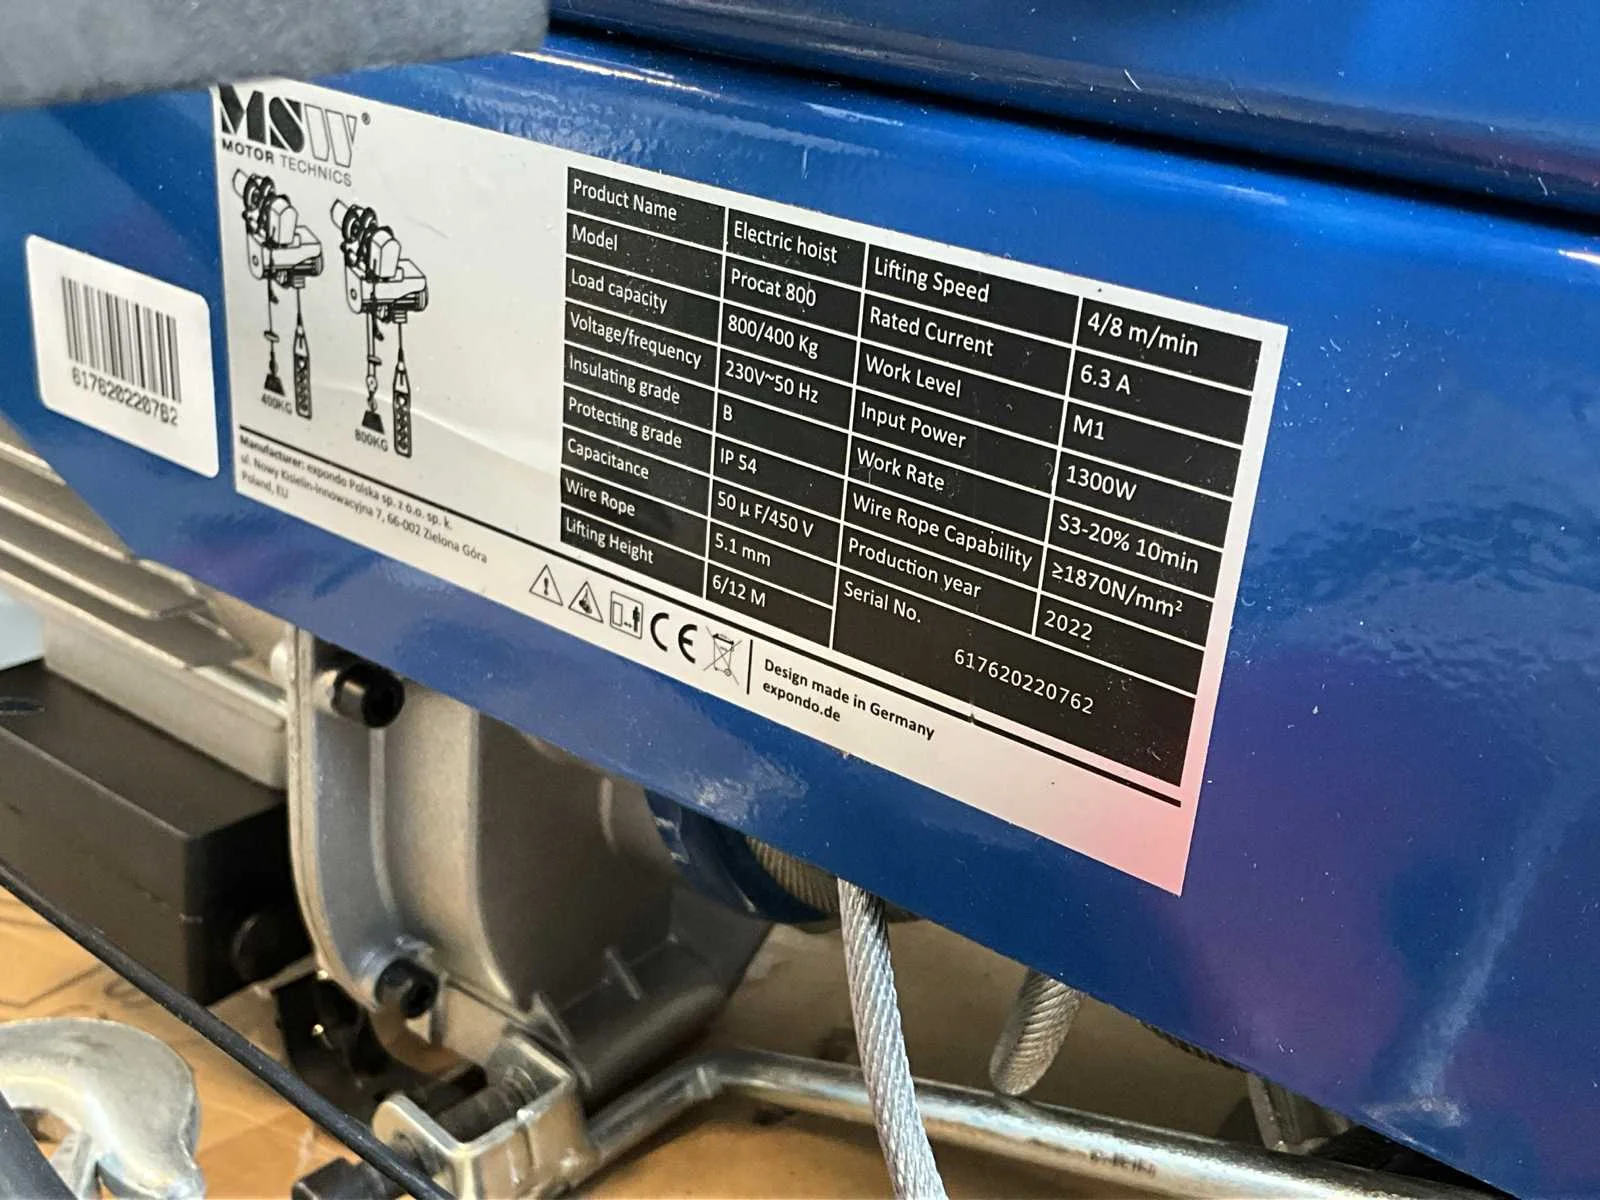 MSW®
MOTOR TECHNICS
400KG
800KG
617620220762
Manufacturer: expondo Polska sp. z o.o. sp. k.
ul. Nowy Kisielin-Innowacyjna 7, 66-002 Zielona Góra
Poland, EU
Product Name Electric hoist Lifting Speed 4/8 m/min
Model Procat 800 Rated Current 6.3 A
Load capacity 800/400 Kg Work Level M1
Voltage/frequency 230V~50 Hz Input Power 1300W
Insulating grade B Work Rate S3-20% 10min
Protecting grade IP 54 Wire Rope Capability ≥1870N/mm²
Capacitance 50 µ F/450 V Production year 2022
Wire Rope 5.1 mm Serial No. 617620220762
Lifting Height 6/12 M
CE
Design made in Germany
expondo.de